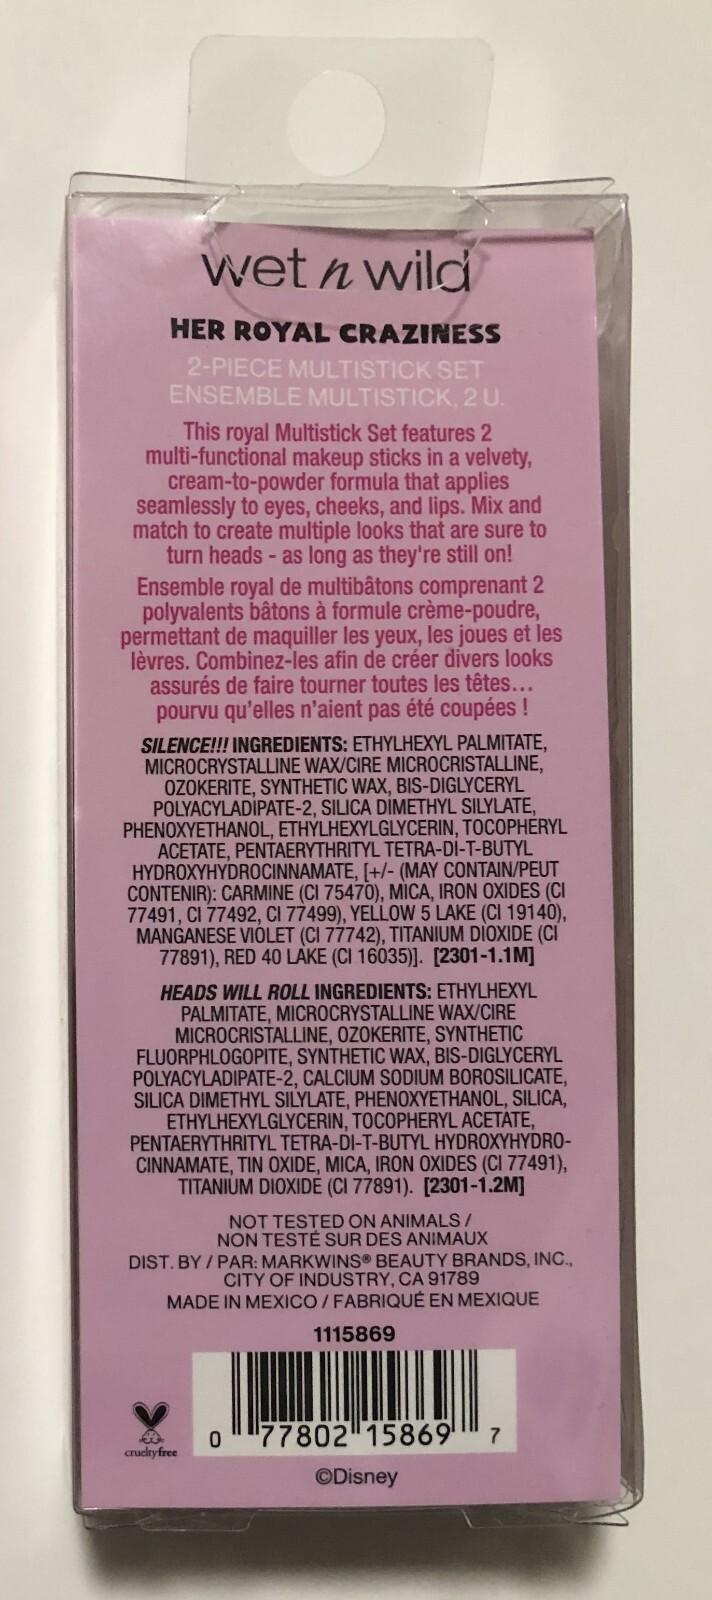 wet n wild
HER ROYAL CRAZINESS
2-PIECE MULTISTICK SET
ENSEMBLE MULTISTICK, 2 U.
This royal Multistick Set features 2
multi-functional makeup sticks in a velvety,
cream-to-powder formula that applies
seamlessly to eyes, cheeks, and lips. Mix and
match to create multiple looks that are sure to
turn heads - as long as they're still on!
Ensemble royal de multibâtons comprenant 2
polyvalents bâtons à formule crème-poudre,
permettant de maquiller les yeux, les joues et les
lèvres. Combinez-les afin de créer divers looks
assurés de faire tourner toutes les têtes...
pourvu qu'elles n'aient pas été coupées !
SILENCE!!! INGREDIENTS: ETHYLHEXYL PALMITATE,
MICROCRYSTALLINE WAX/CIRE MICROCRISTALLINE,
OZOKERITE, SYNTHETIC WAX, BIS-DIGLYCERYL
POLYACYLADIPATE-2, SILICA DIMETHYL SILYLATE,
PHENOXYETHANOL, ETHYLHEXYLGLYCERIN, TOCOPHERYL
ACETATE, PENTAERYTHRITYL TETRA-DI-T-BUTYL
HYDROXYHYDROCINNAMATE, [+/- (MAY CONTAIN/PEUT
CONTENIR): CARMINE (CI 75470), MICA, IRON OXIDES (CI
77491, CI 77492, CI 77499), YELLOW 5 LAKE (CI 19140),
MANGANESE VIOLET (CI 77742), TITANIUM DIOXIDE (CI
77891), RED 40 LAKE (CI 16035)]. [2301-1.1M]
HEADS WILL ROLL INGREDIENTS: ETHYLHEXYL
PALMITATE, MICROCRYSTALLINE WAX/CIRE
MICROCRISTALLINE, OZOKERITE, SYNTHETIC
FLUORPHLOGOPITE, SYNTHETIC WAX, BIS-DIGLYCERYL
POLYACYLADIPATE-2, CALCIUM SODIUM BOROSILICATE,
SILICA DIMETHYL SILYLATE, PHENOXYETHANOL, SILICA,
ETHYLHEXYLGLYCERIN, TOCOPHERYL ACETATE,
PENTAERYTHRITYL TETRA-DI-T-BUTYL HYDROXYHYDRO-
CINNAMATE, TIN OXIDE, MICA, IRON OXIDES (CI 77491),
TITANIUM DIOXIDE (CI 77891). [2301-1.2M]
NOT TESTED ON ANIMALS /
NON TESTÉ SUR DES ANIMAUX
DIST. BY / PAR: MARKWINS® BEAUTY BRANDS, INC.,
CITY OF INDUSTRY, CA 91789
MADE IN MEXICO / FABRIQUÉ EN MEXIQUE
1115869
0 77802 15869 7
crueltyfree
©Disney